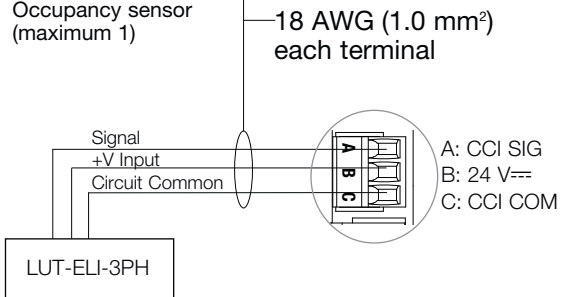 Occupancy sensor
(maximum 1)
18 AWG (1.0 mm²)
each terminal
Signal
+V Input
Circuit Common
A
B
C
A: CCI SIG
B: 24 V⎓
C: CCI COM
LUT-ELI-3PH